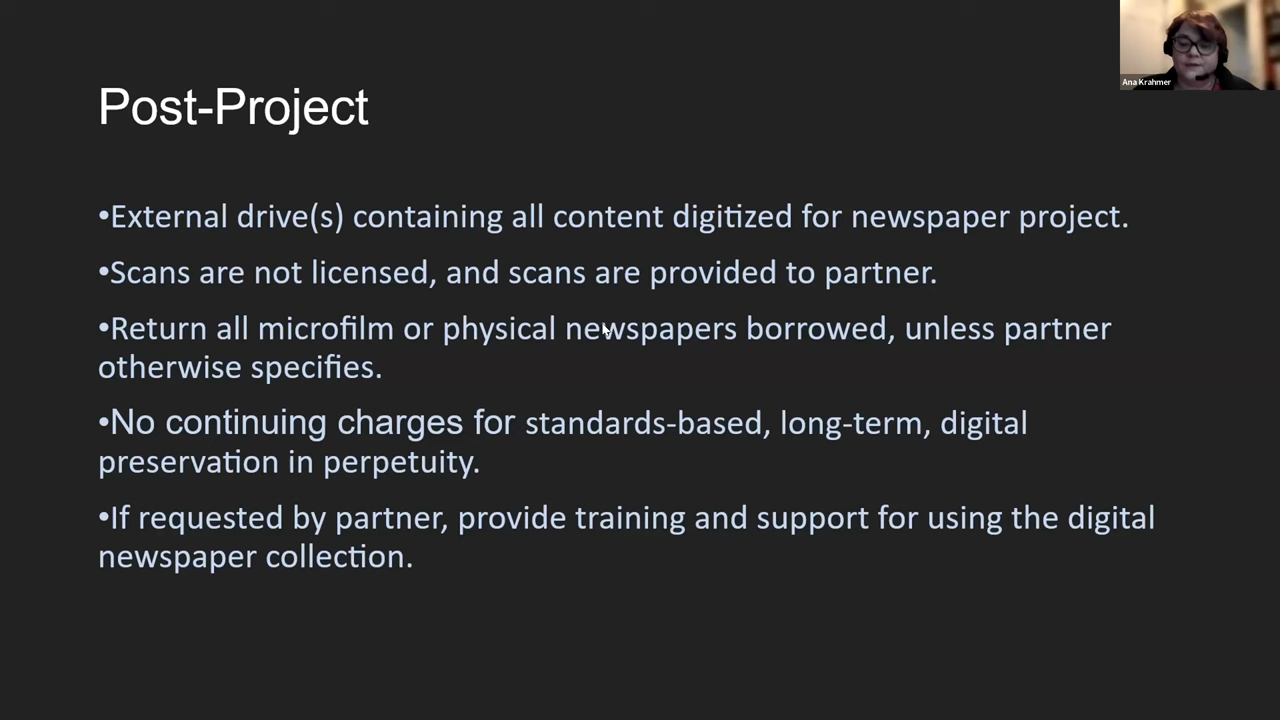 Ana Krahmer
Post-Project
•External drive(s) containing all content digitized for newspaper project.
•Scans are not licensed, and scans are provided to partner.
•Return all microfilm or physical newspapers borrowed, unless partner
otherwise specifies.
•No continuing charges for standards-based, long-term, digital
preservation in perpetuity.
•If requested by partner, provide training and support for using the digital
newspaper collection.